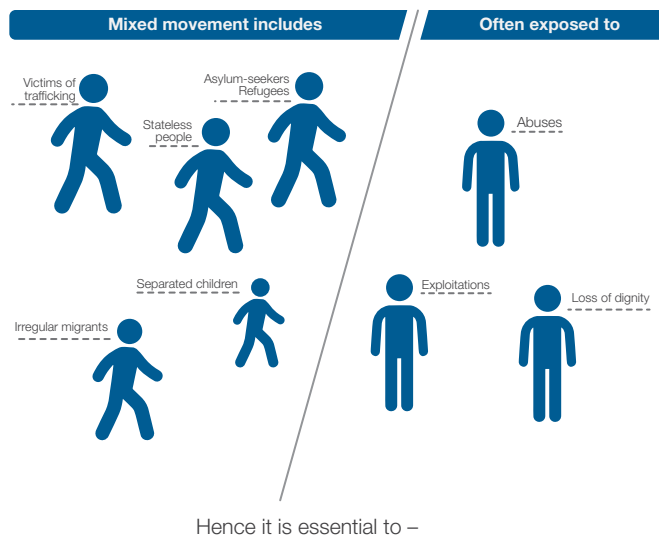 Mixed movement includes
Often exposed to
Victims of
trafficking
Asylum-seekers
Refugees
Stateless
people
Abuses
Separated children
Irregular migrants
Exploitations
Loss of dignity
Hence it is essential to –